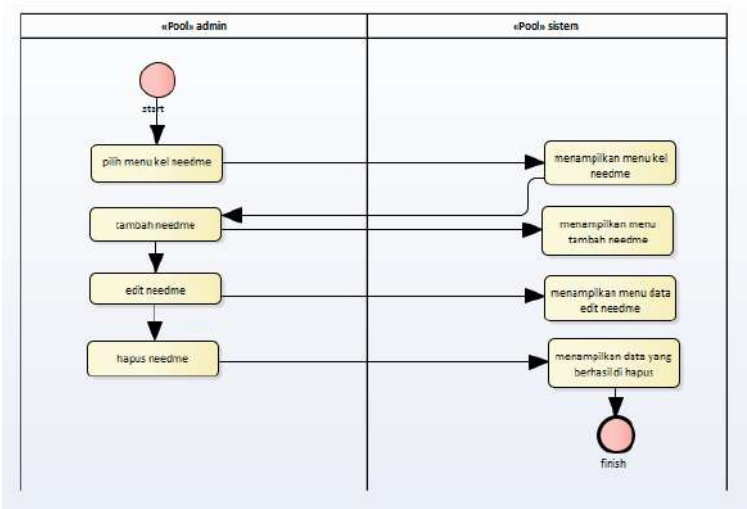 «Pool» admin
«Pool» sistem
start
pilih menu kel needme
menampilkan menu kel
needme
tambah needme
menampilkan menu
tambah needme
edit needme
menampilkan menu data
edit needme
hapus needme
menampilkan data yang
berhasil di hapus
finish